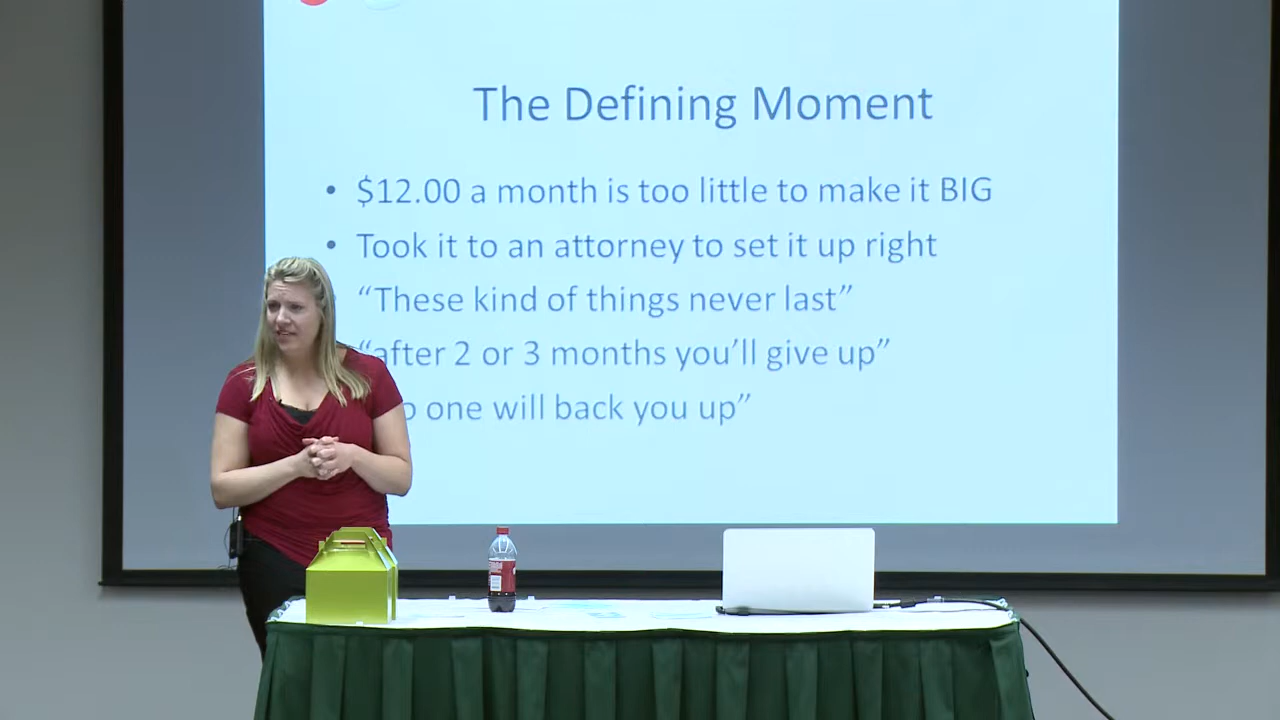 The Defining Moment
• $12.00 a month is too little to make it BIG
• Took it to an attorney to set it up right
“These kind of things never last”
“after 2 or 3 months you’ll give up”
one will back you up”